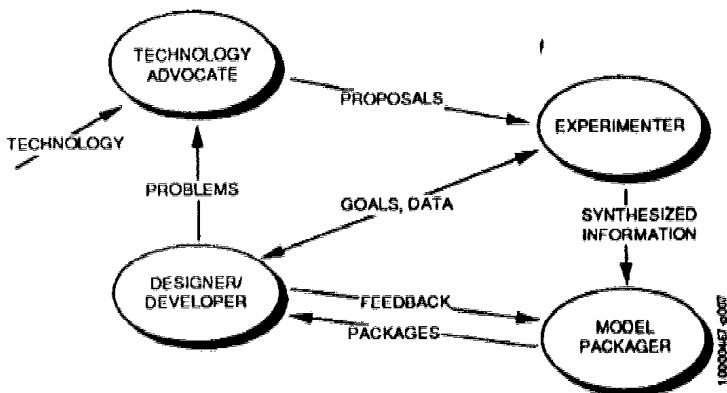 TECHNOLOGY
ADVOCATE
PROPOSALS
EXPERIMENTER
TECHNOLOGY
PROBLEMS
GOALS, DATA
SYNTHESIZED
INFORMATION
DESIGNER/
DEVELOPER
FEEDBACK
PACKAGES
MODEL
PACKAGER